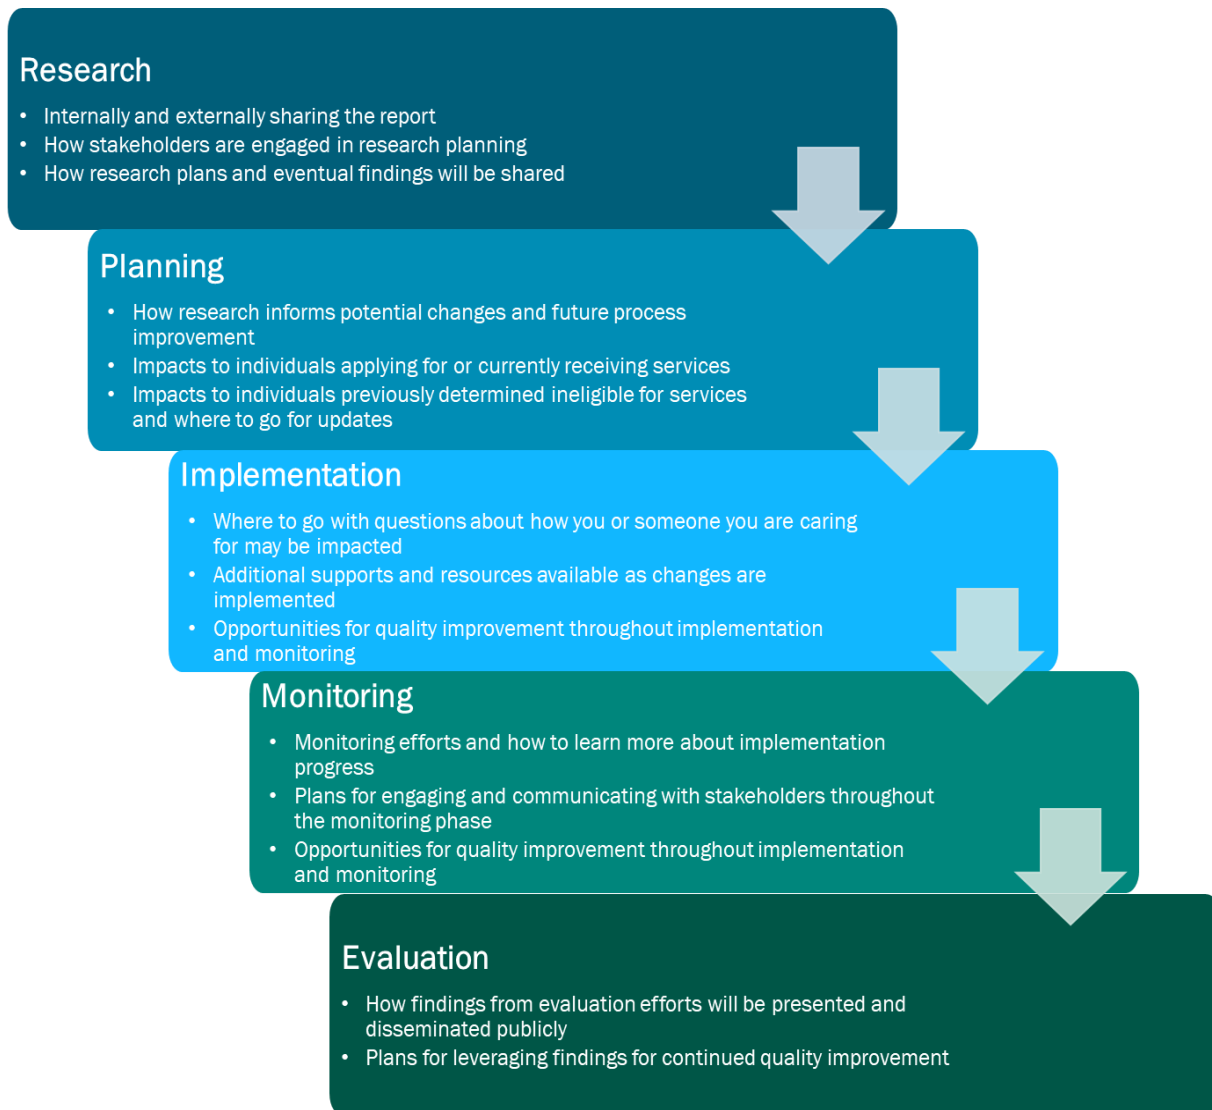 Research
• Internally and externally sharing the report
• How stakeholders are engaged in research planning
• How research plans and eventual findings will be shared
Planning
• How research informs potential changes and future process
improvement
• Impacts to individuals applying for or currently receiving services
• Impacts to individuals previously determined ineligible for services
and where to go for updates
Implementation
• Where to go with questions about how you or someone you are caring
for may be impacted
• Additional supports and resources available as changes are
implemented
• Opportunities for quality improvement throughout implementation
and monitoring
Monitoring
• Monitoring efforts and how to learn more about implementation
progress
• Plans for engaging and communicating with stakeholders throughout
the monitoring phase
• Opportunities for quality improvement throughout implementation
and monitoring
Evaluation
• How findings from evaluation efforts will be presented and
disseminated publicly
• Plans for leveraging findings for continued quality improvement